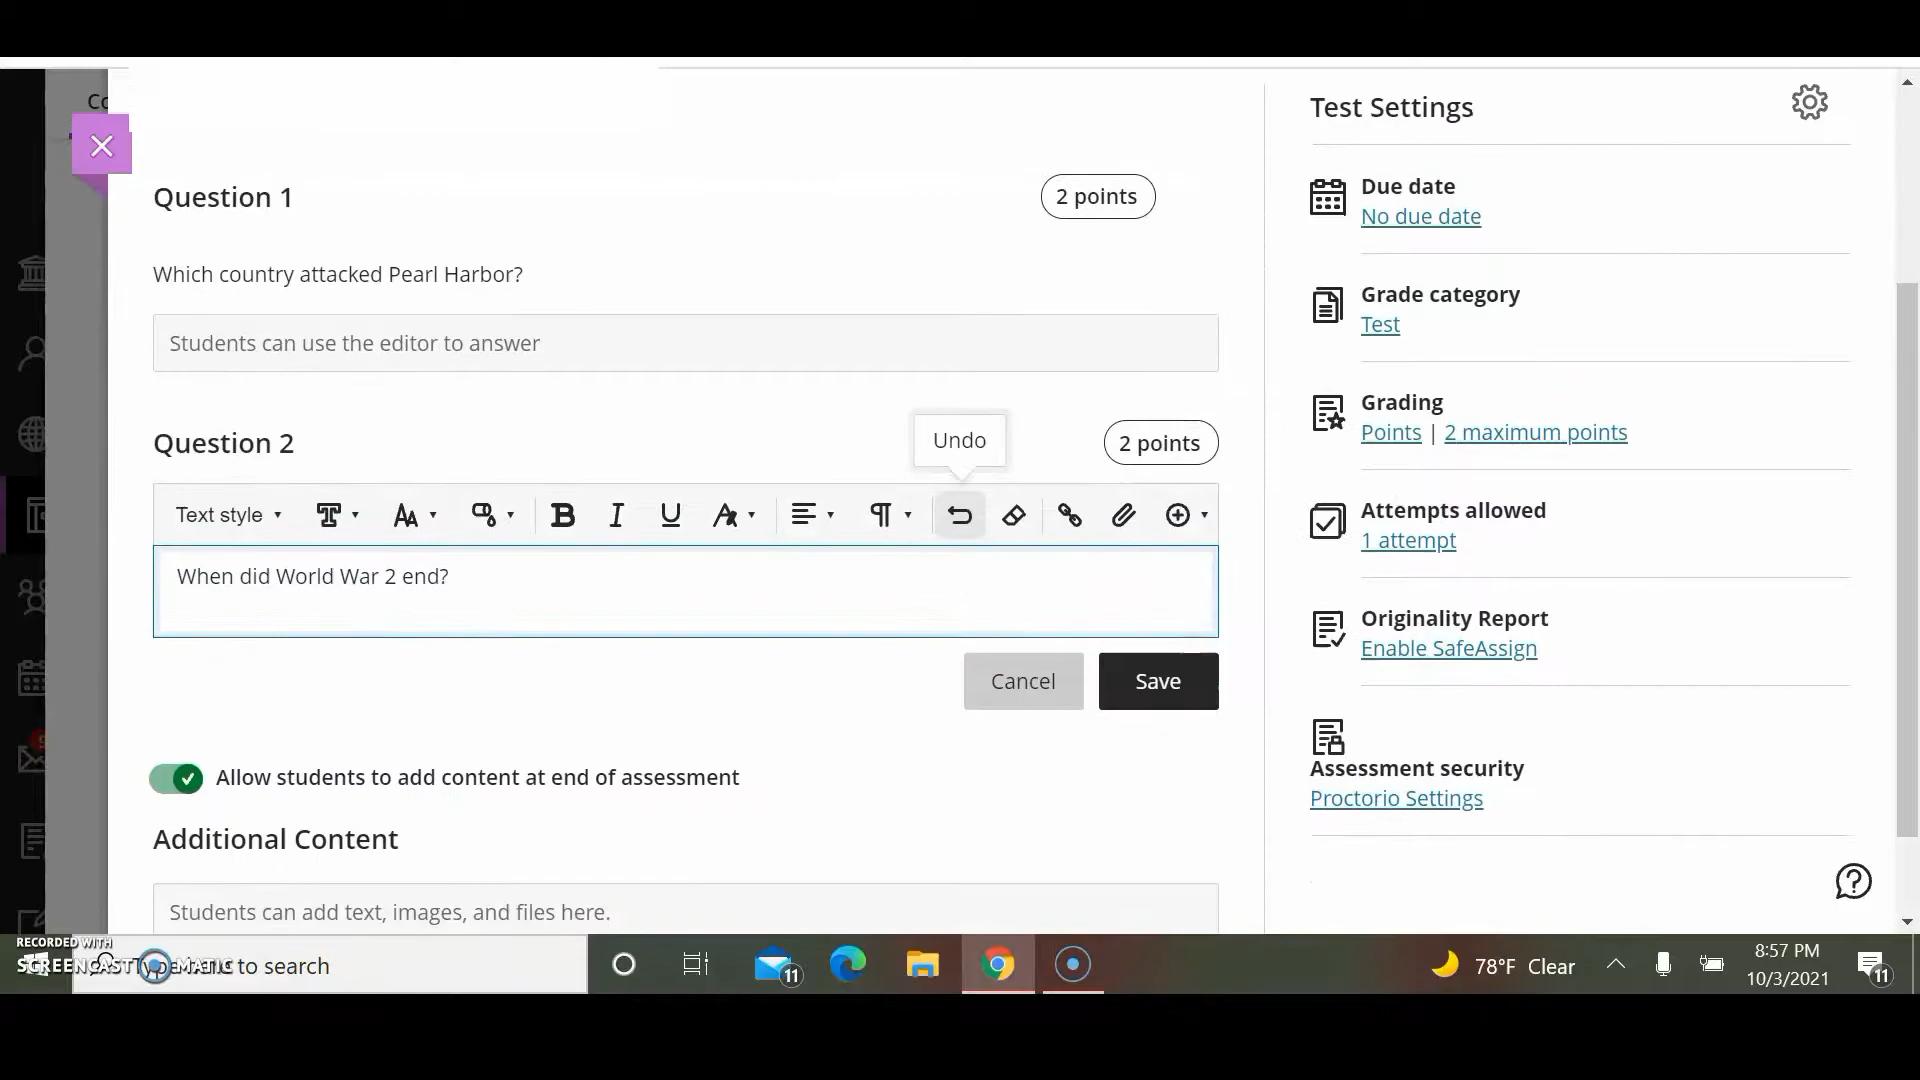 Co
Question 1
2 points
Which country attacked Pearl Harbor?
Students can use the editor to answer
Question 2
Undo
2 points
Text style
When did World War 2 end?
Cancel
Save
Allow students to add content at end of assessment
Additional Content
Students can add text, images, and files here.
Test Settings
Due date
No due date
Grade category
Test
Grading
Points | 2 maximum points
Attempts allowed
1 attempt
Originality Report
Enable SafeAssign
Assessment security
Proctorio Settings
RECORDED WITH
SCREENCAST MATIC
to search
11
78°F Clear
8:57 PM
10/3/2021
11